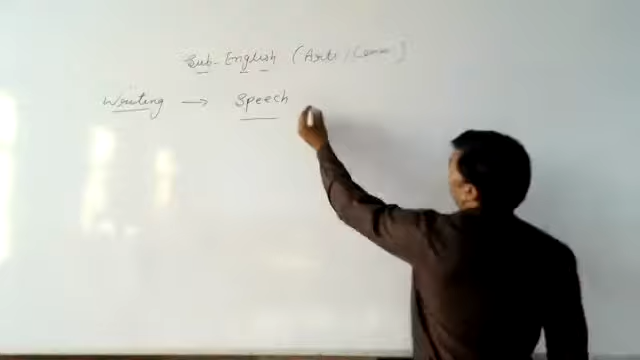 Sub- English (Arts / Comm)
Writing → Speech